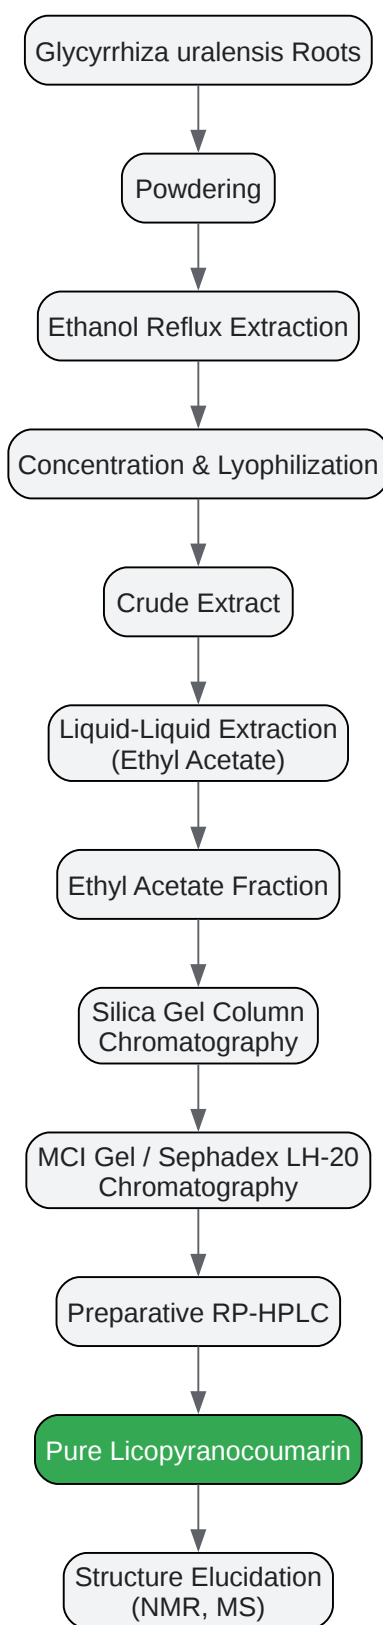 Glycyrrhiza uralensis Roots
Powdering
Ethanol Reflux Extraction
Concentration & Lyophilization
Crude Extract
Liquid-Liquid Extraction
(Ethyl Acetate)
Ethyl Acetate Fraction
Silica Gel Column
Chromatography
MCI Gel / Sephadex LH-20
Chromatography
Preparative RP-HPLC
Pure Licopyranocoumarin
Structure Elucidation
(NMR, MS)